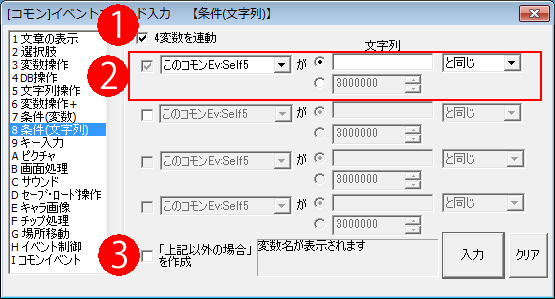 [コモン]イベントコマンド入力 【条件(文字列)】
1 文章の表示
2 選択肢
3 変数操作
4 DB操作
5 文字列操作
6 変数操作+
7 条件(変数)
8 条件(文字列)
9 キー入力
A ピクチャ
B 画面処理
C サウンド
D セーブ・ロード操作
E キャラ画像
F チップ処理
G 場所移動
H イベント制御
I コモンイベント
1
4変数を連動
文字列
2
このコモンEv:Self5 が と同じ
3000000
このコモンEv:Self5 が と同じ
3000000
このコモンEv:Self5 が と同じ
3000000
このコモンEv:Self5 が と同じ
3000000
3
「上記以外の場合」
を作成
変数名が表示されます
入力
クリア